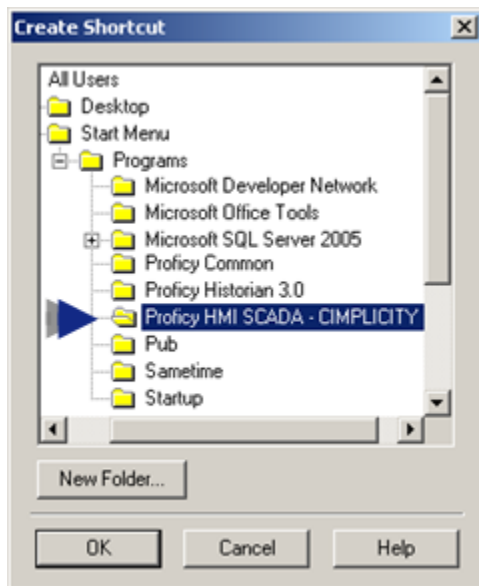 Create Shortcut
All Users
Desktop
Start Menu
Programs
Microsoft Developer Network
Microsoft Office Tools
Microsoft SQL Server 2005
Proficy Common
Proficy Historian 3.0
Proficy HMI SCADA - CIMPLICITY
Pub
Sametime
Startup
New Folder...
OK Cancel Help